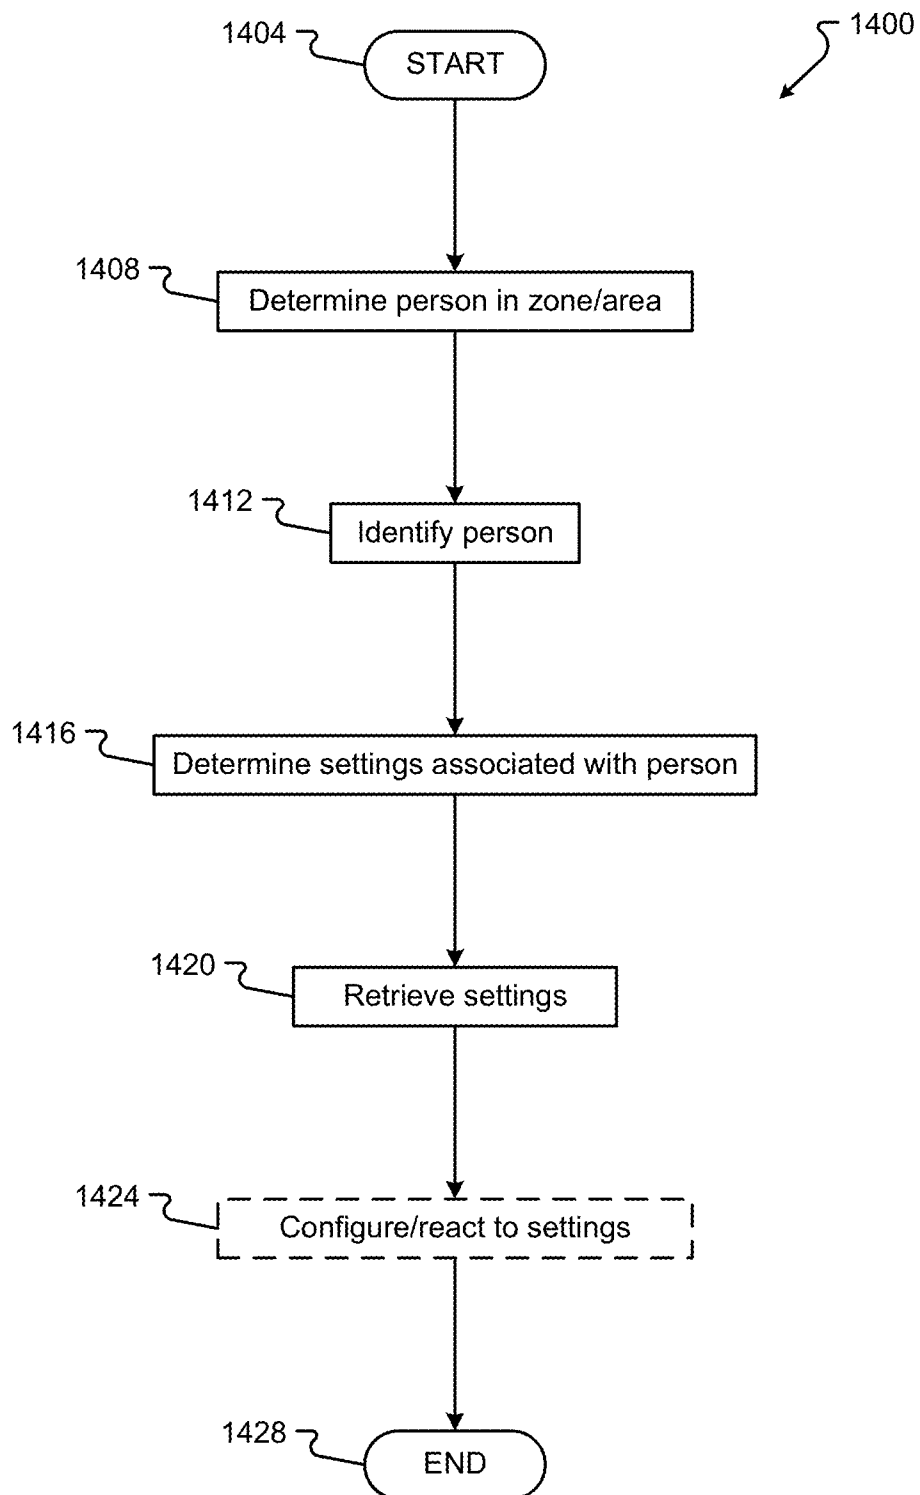 1400
1404
START
1408
Determine person in zone/area
1412
Identify person
1416
Determine settings associated with person
1420
Retrieve settings
1424
Configure/react to settings
1428
END